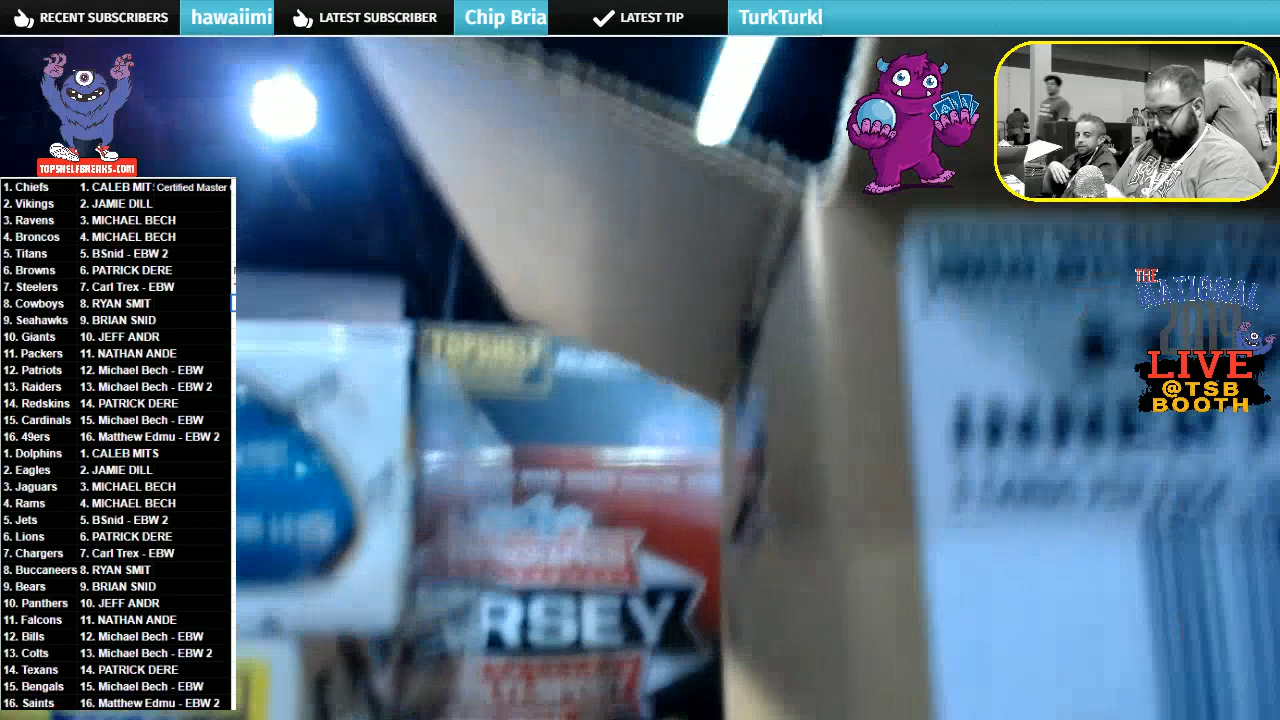 RECENT SUBSCRIBERS hawaiimi LATEST SUBSCRIBER Chip Bria LATEST TIP TurkTurkl
TOPSHELFBREAKS.COM
1. Chiefs 1. CALEB MIT: Certified Master
2. Vikings 2. JAMIE DILL
3. Ravens 3. MICHAEL BECH
4. Broncos 4. MICHAEL BECH
5. Titans 5. BSnid - EBW 2
6. Browns 6. PATRICK DERE
7. Steelers 7. Carl Trex - EBW
8. Cowboys 8. RYAN SMIT
9. Seahawks 9. BRIAN SNID
10. Giants 10. JEFF ANDR
11. Packers 11. NATHAN ANDE
12. Patriots 12. Michael Bech - EBW
13. Raiders 13. Michael Bech - EBW 2
14. Redskins 14. PATRICK DERE
15. Cardinals 15. Michael Bech - EBW
16. 49ers 16. Matthew Edmu - EBW 2
1. Dolphins 1. CALEB MITS
2. Eagles 2. JAMIE DILL
3. Jaguars 3. MICHAEL BECH
4. Rams 4. MICHAEL BECH
5. Jets 5. BSnid - EBW 2
6. Lions 6. PATRICK DERE
7. Chargers 7. Carl Trex - EBW
8. Buccaneers 8. RYAN SMIT
9. Bears 9. BRIAN SNID
10. Panthers 10. JEFF ANDR
11. Falcons 11. NATHAN ANDE
12. Bills 12. Michael Bech - EBW
13. Colts 13. Michael Bech - EBW 2
14. Texans 14. PATRICK DERE
15. Bengals 15. Michael Bech - EBW
16. Saints 16. Matthew Edmu - EBW 2
TOPSHELF
RSEY
THE
NATIONAL
2019
LIVE
@TSB
BOOTH